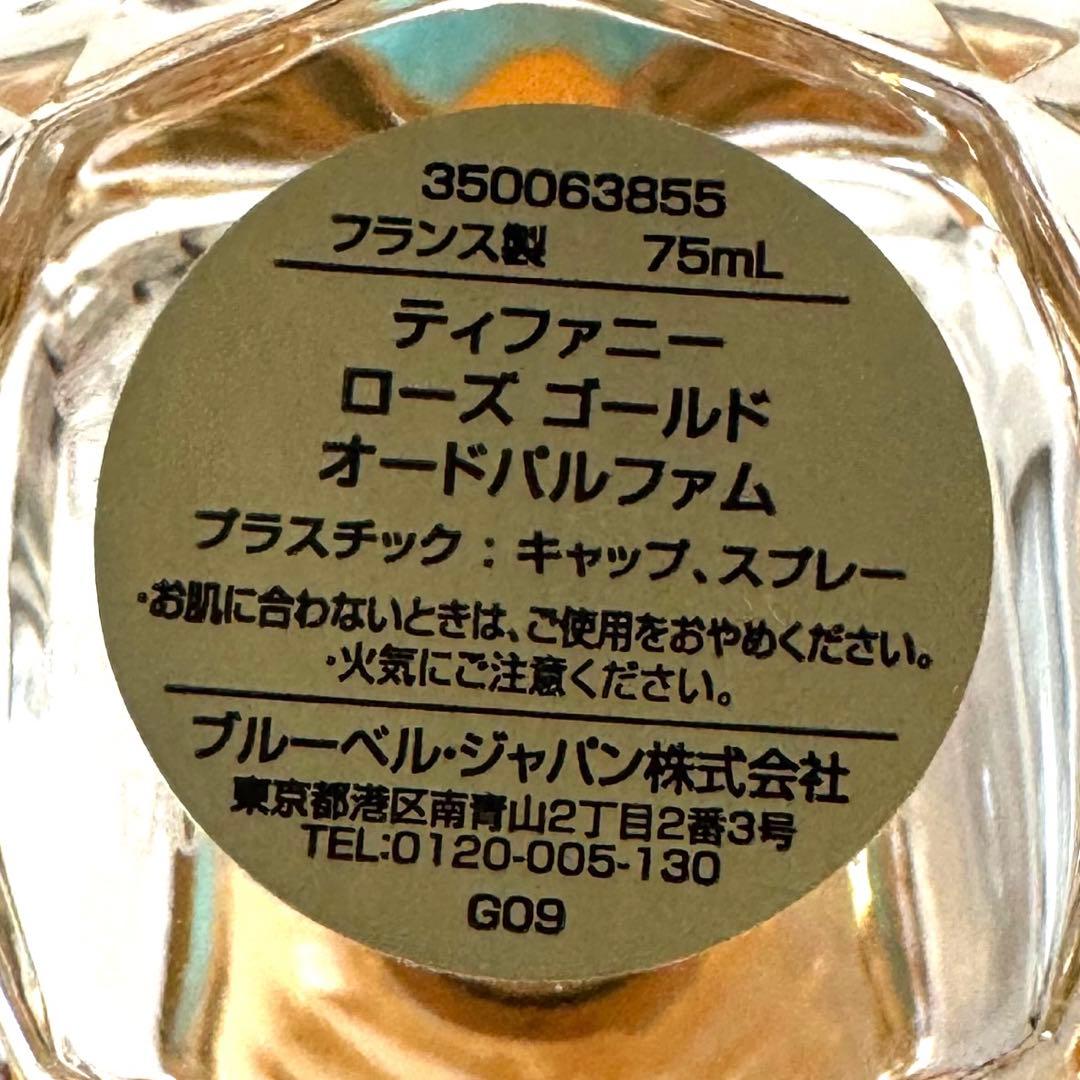 350063855
フランス製 75mL
ティファニー
ローズ ゴールド
オードパルファム
プラスチック：キャップ、スプレー
・お肌に合わないときは、ご使用をおやめください。
・火気にご注意ください。
ブルーベル・ジャパン株式会社
東京都港区南青山2丁目2番3号
TEL:0120-005-130
G09